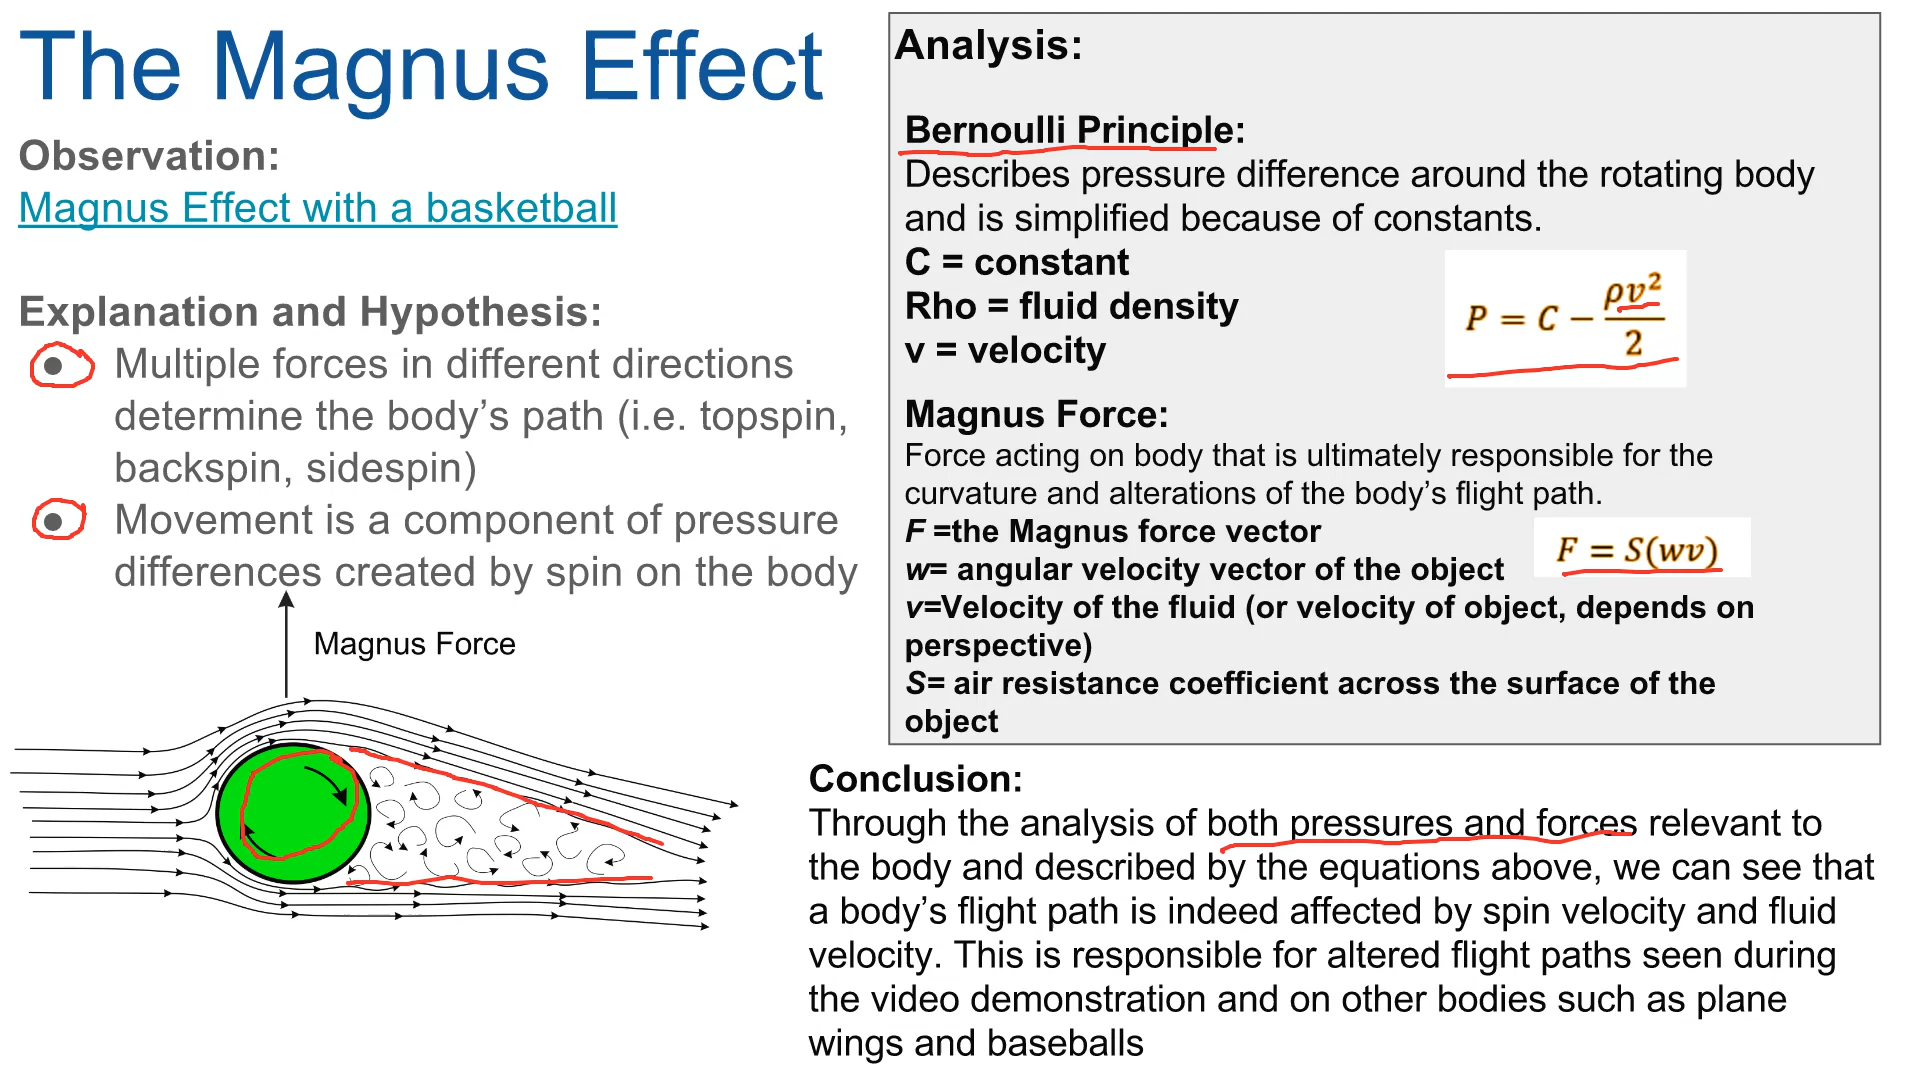 The Magnus Effect
Observation:
Magnus Effect with a basketball
Explanation and Hypothesis:
● Multiple forces in different directions
determine the body’s path (i.e. topspin,
backspin, sidespin)
● Movement is a component of pressure
differences created by spin on the body
Magnus Force
Analysis:
Bernoulli Principle:
Describes pressure difference around the rotating body
and is simplified because of constants.
C = constant
Rho = fluid density
v = velocity
P = C − ρv²/2
Magnus Force:
Force acting on body that is ultimately responsible for the
curvature and alterations of the body’s flight path.
F =the Magnus force vector
w= angular velocity vector of the object
F = S(wv)
v=Velocity of the fluid (or velocity of object, depends on
perspective)
S= air resistance coefficient across the surface of the
object
Conclusion:
Through the analysis of both pressures and forces relevant to
the body and described by the equations above, we can see that
a body’s flight path is indeed affected by spin velocity and fluid
velocity. This is responsible for altered flight paths seen during
the video demonstration and on other bodies such as plane
wings and baseballs